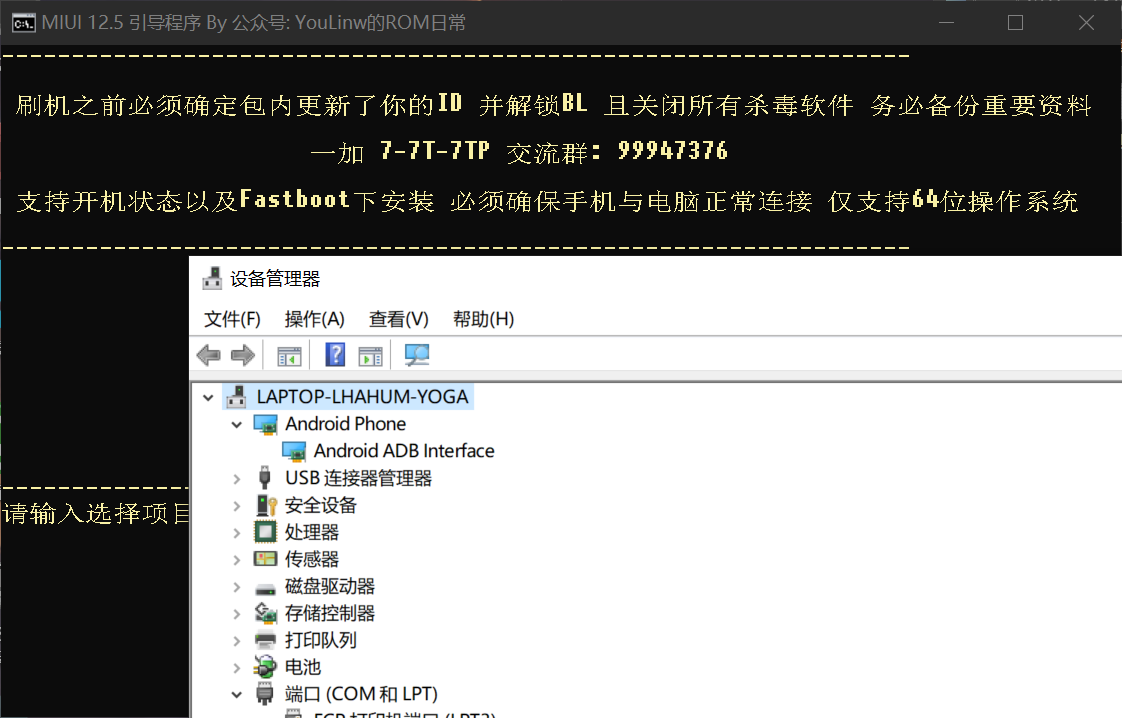 MIUI 12.5 引导程序 By 公众号: YouLinw的ROM日常
刷机之前必须确定包内更新了你的ID 并解锁BL 且关闭所有杀毒软件 务必备份重要资料
一加 7-7T-7TP 交流群: 99947376
支持开机状态以及Fastboot下安装 必须确保手机与电脑正常连接 仅支持64位操作系统
设备管理器
文件(F) 操作(A) 查看(V) 帮助(H)
LAPTOP-LHAHUM-YOGA
Android Phone
Android ADB Interface
USB 连接器管理器
安全设备
请输入选择项目
处理器
传感器
磁盘驱动器
存储控制器
打印队列
电池
端口 (COM 和 LPT)
ECP 打印机端口 (LPT3)